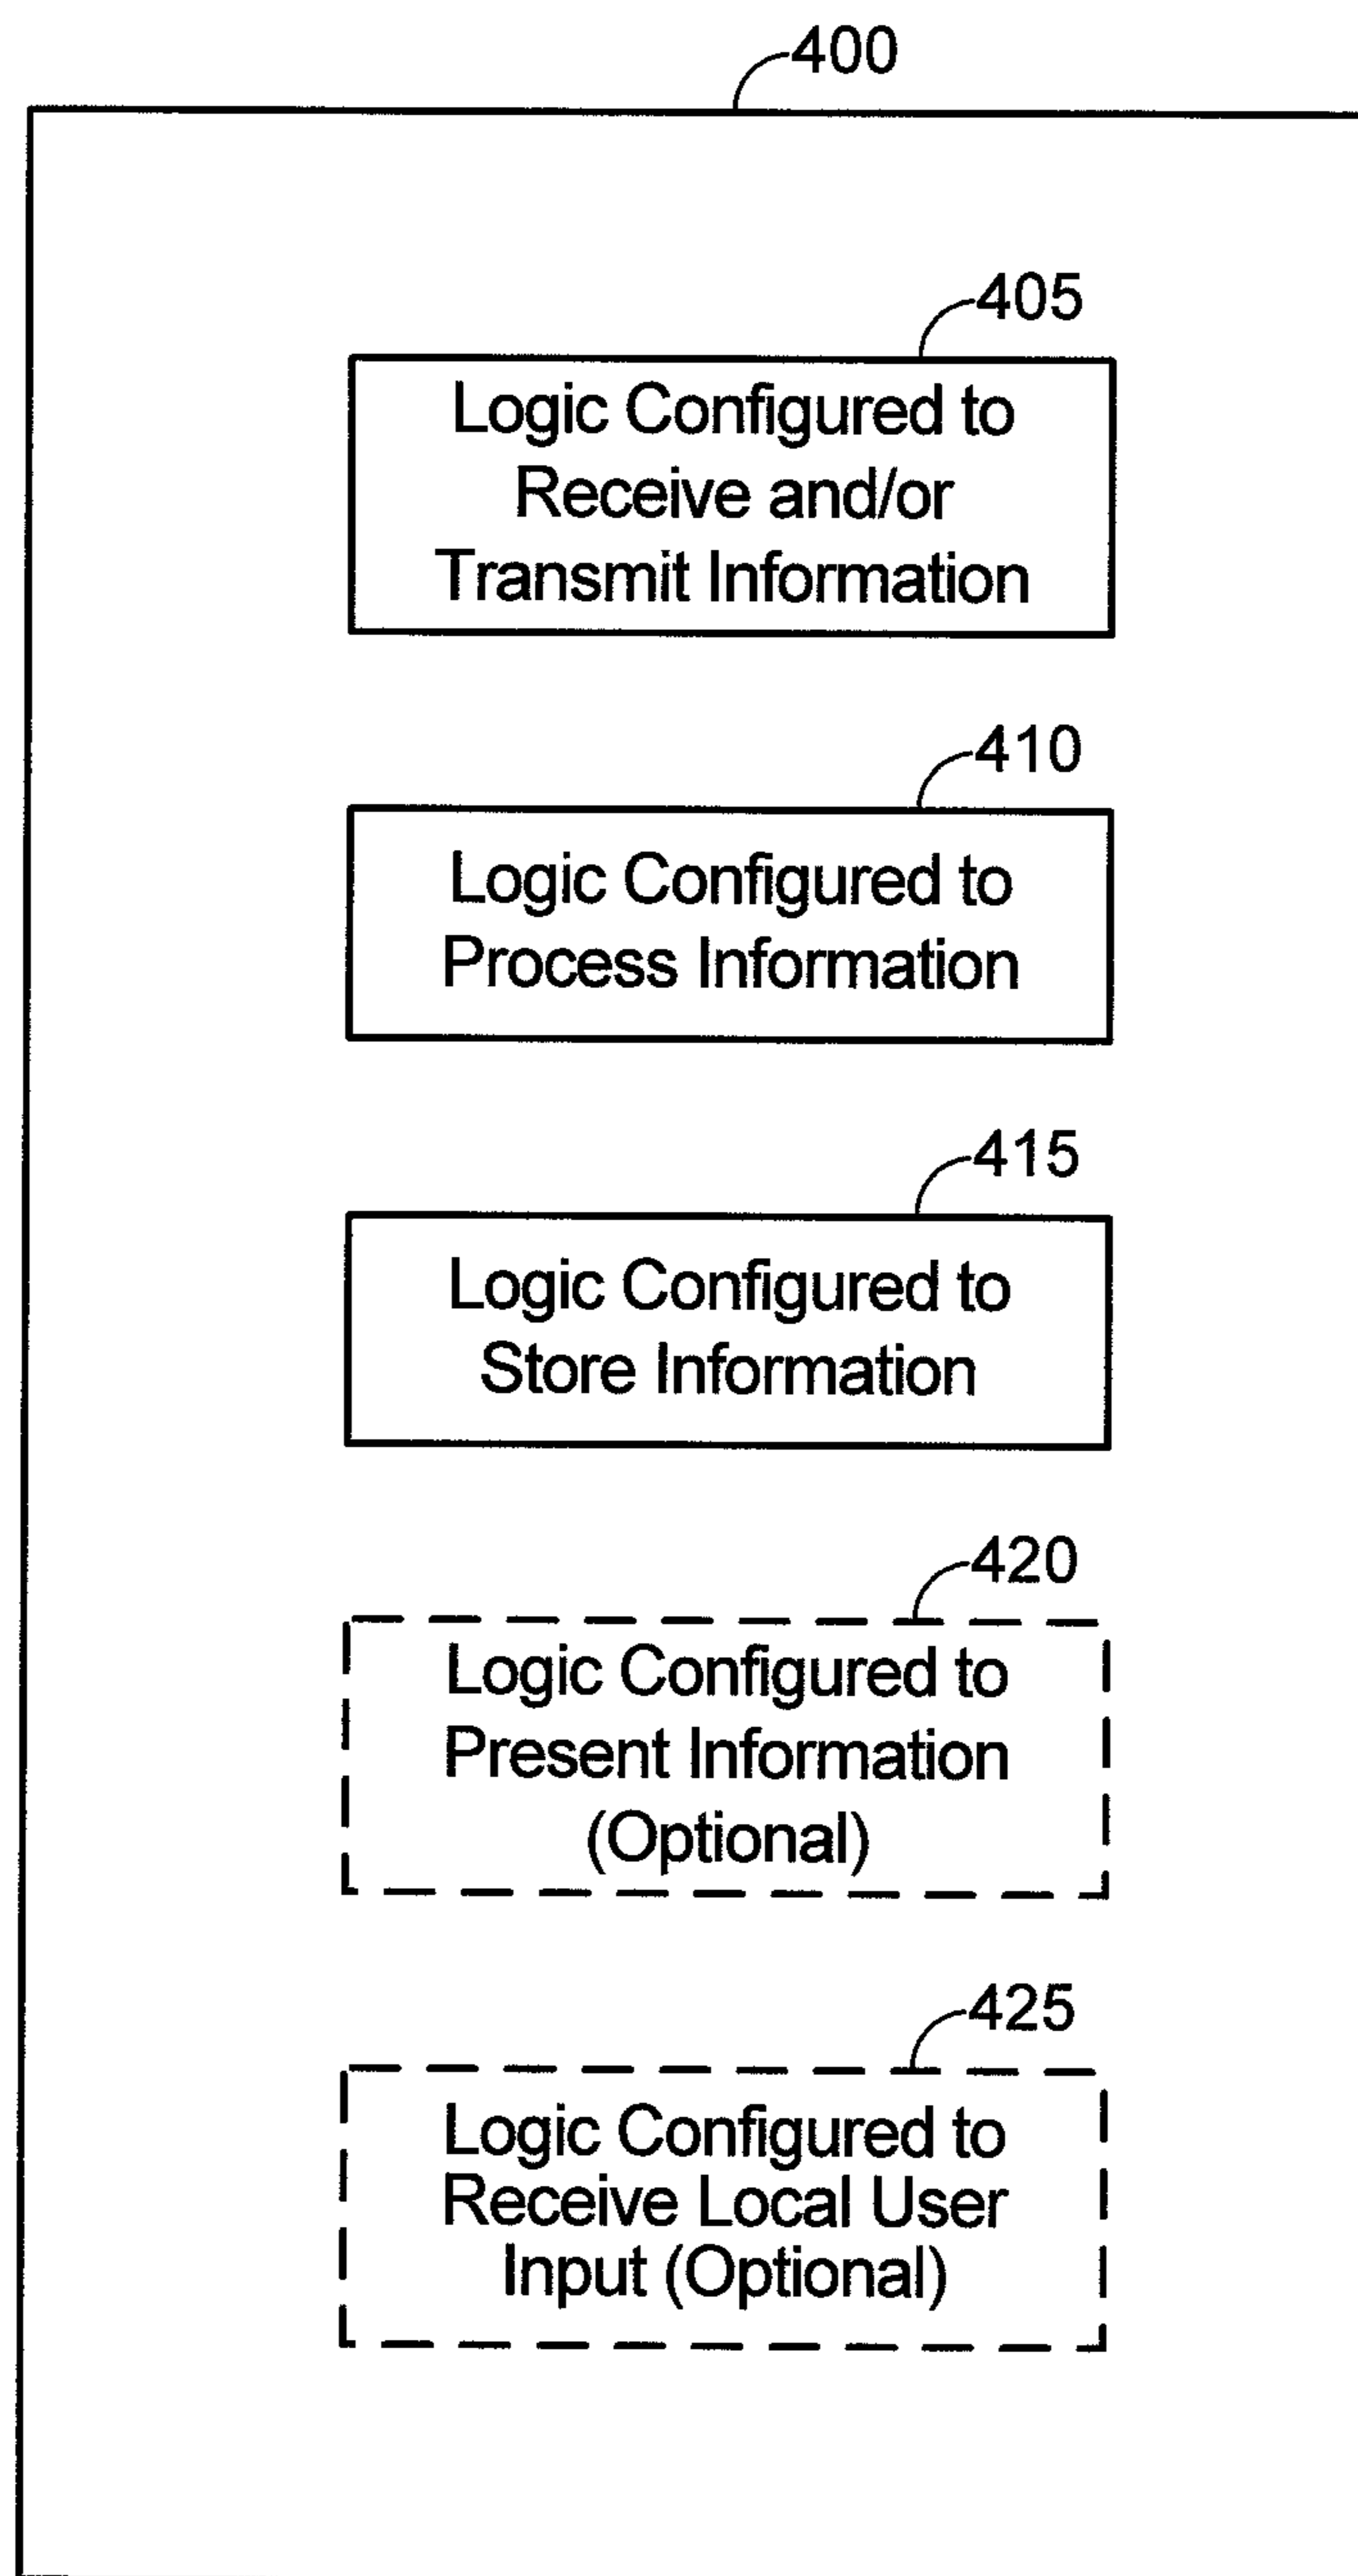 400
405
Logic Configured to
Receive and/or
Transmit Information
410
Logic Configured to
Process Information
415
Logic Configured to
Store Information
420
Logic Configured to
Present Information
(Optional)
425
Logic Configured to
Receive Local User
Input (Optional)